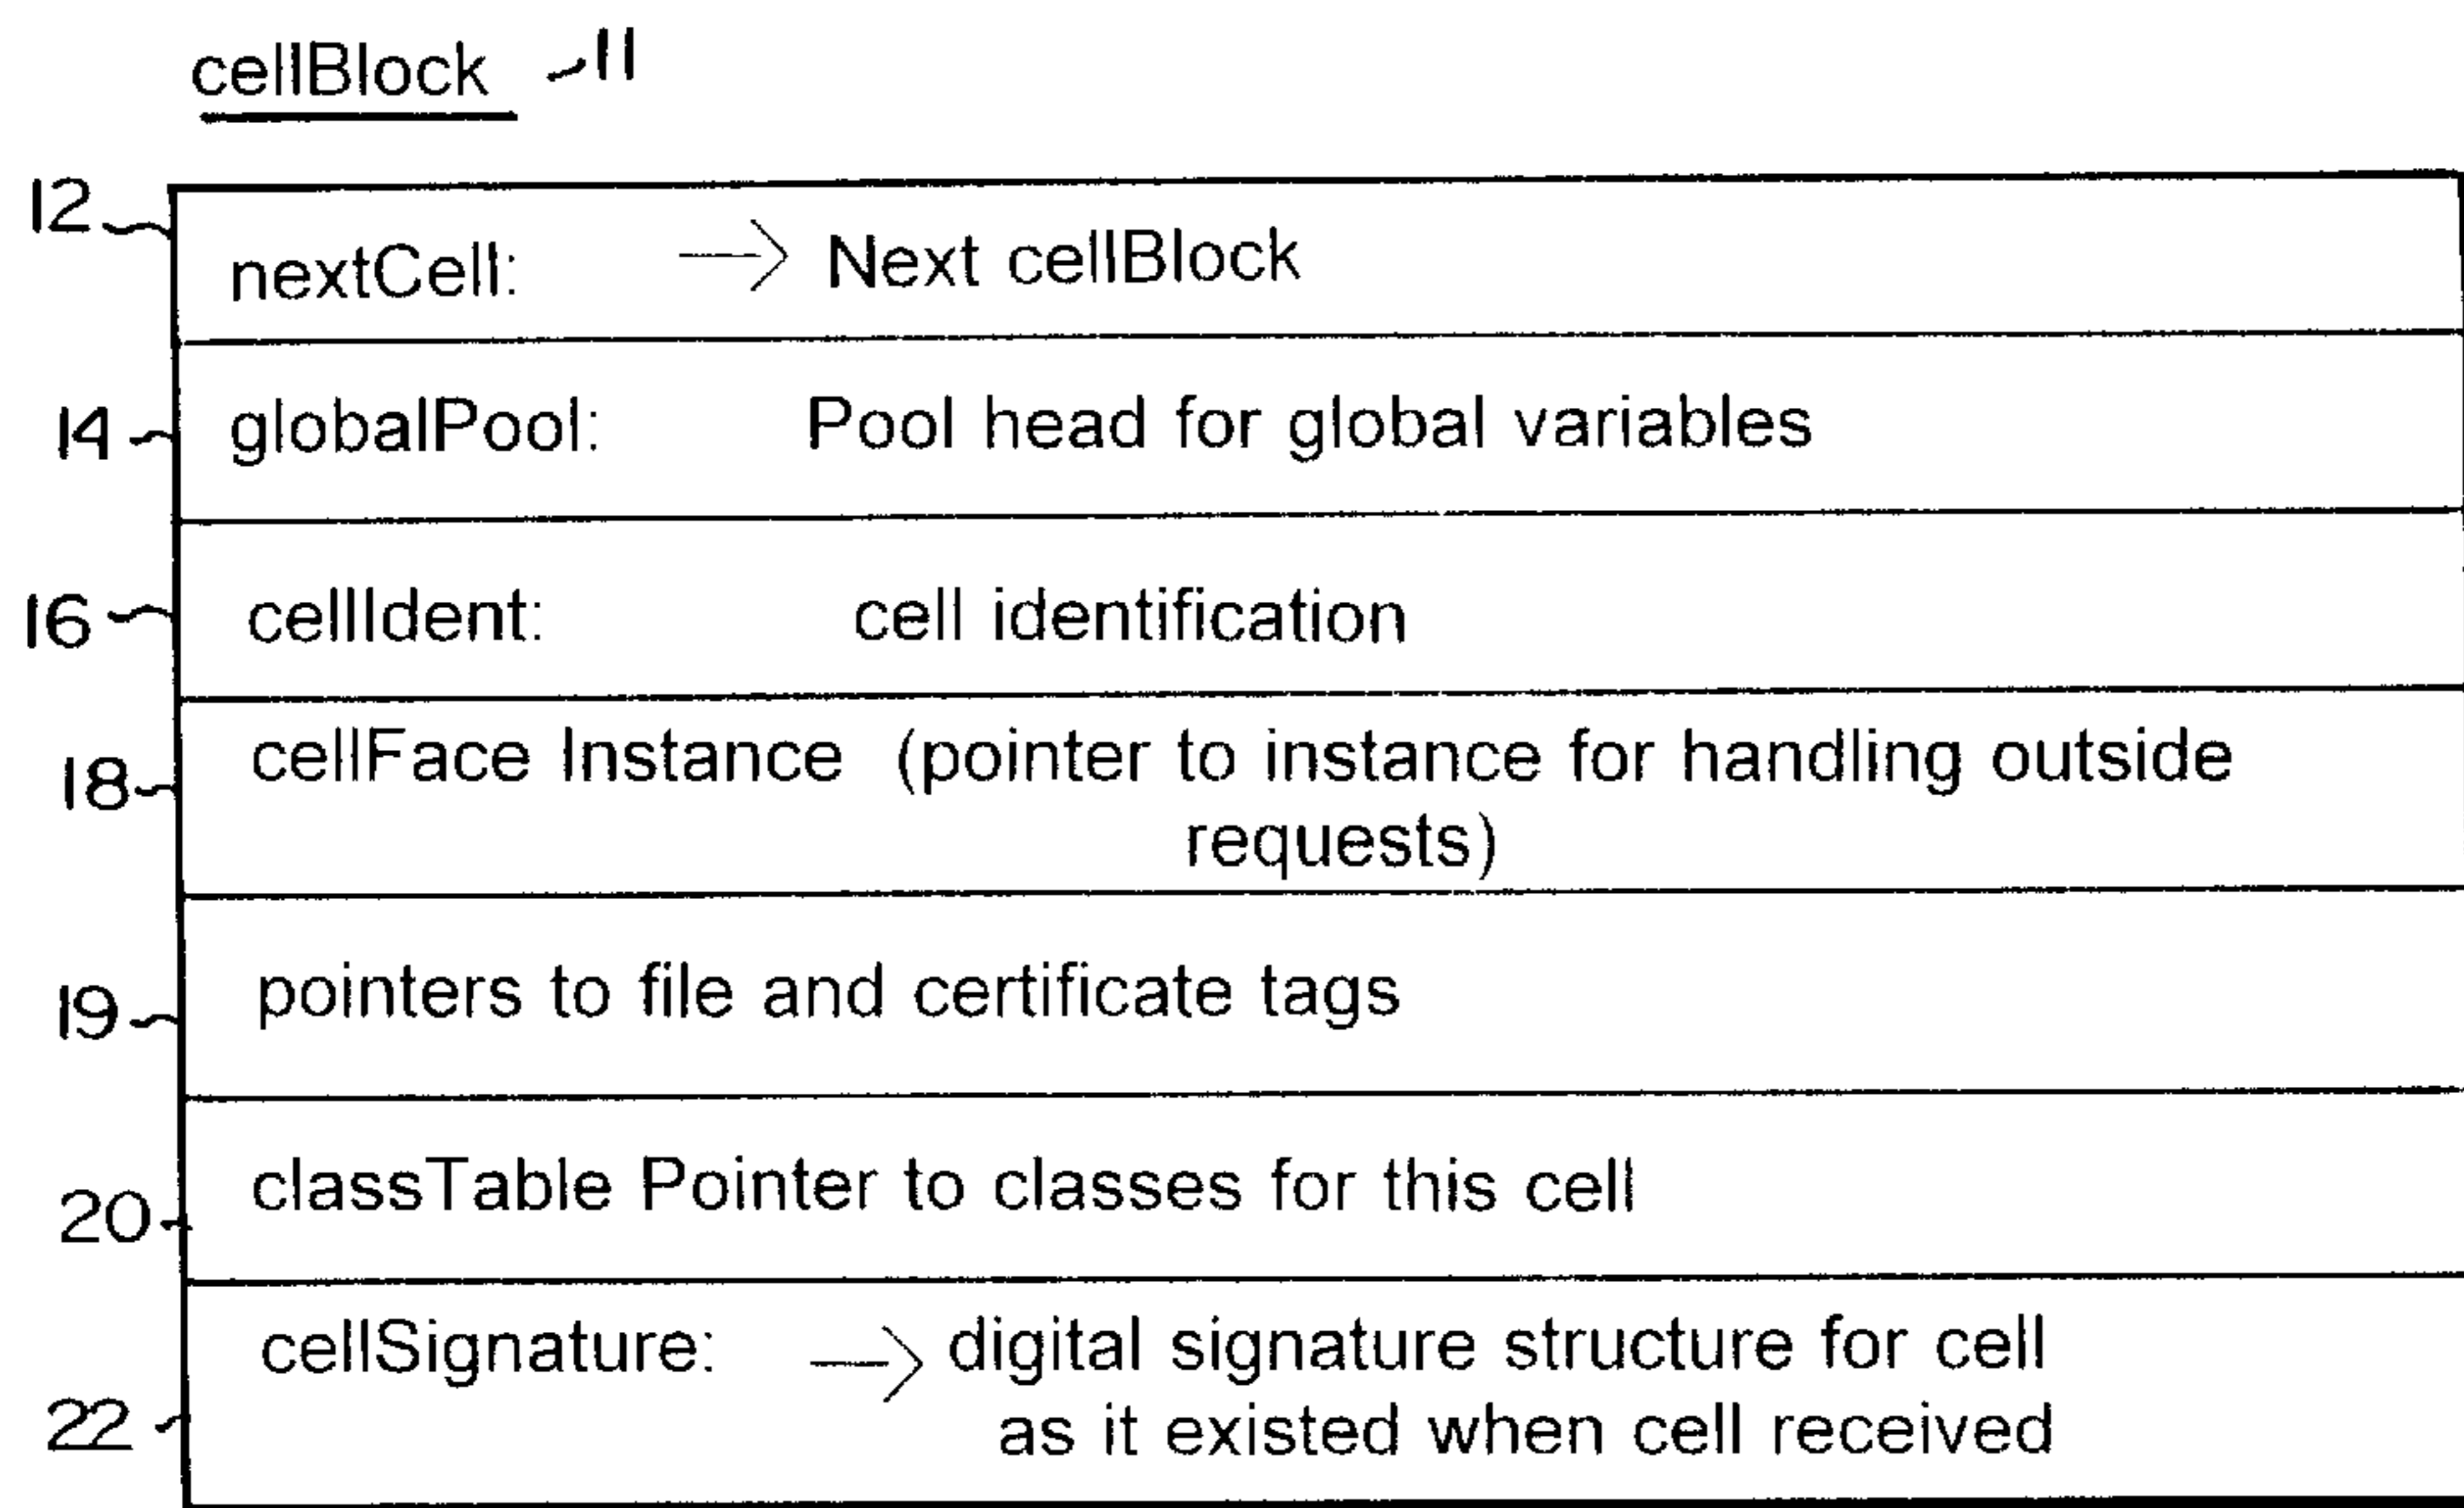 cellBlock 11
12
nextCell: → Next cellBlock
14 globalPool: Pool head for global variables
16 cellIdent: cell identification
18 cellFace Instance (pointer to instance for handling outside
requests)
19 pointers to file and certificate tags
20 classTable Pointer to classes for this cell
cellSignature: → digital signature structure for cell
22 as it existed when cell received